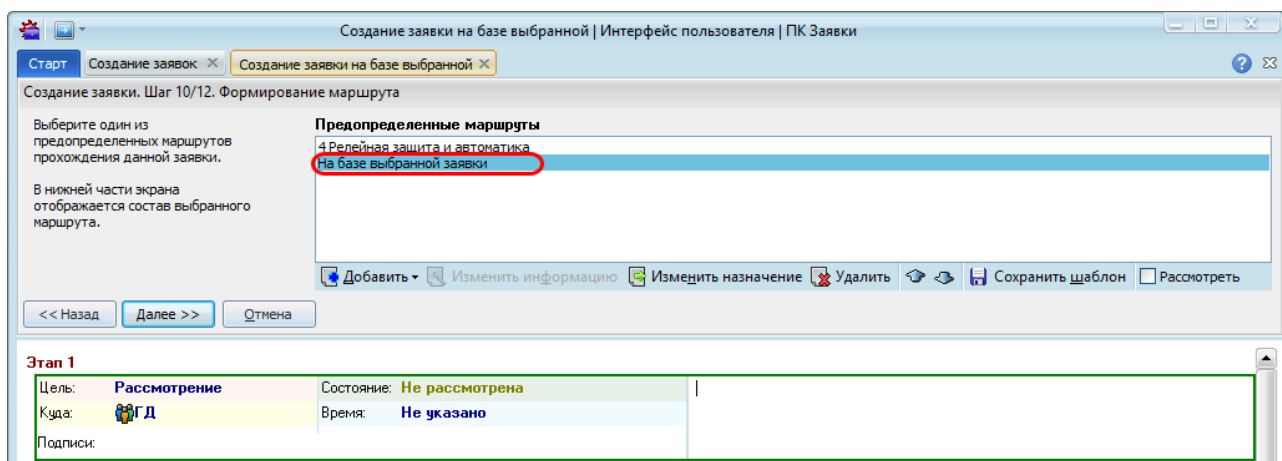 Создание заявки на базе выбранной | Интерфейс пользователя | ПК Заявки
Старт Создание заявок Создание заявки на базе выбранной
Создание заявки. Шаг 10/12. Формирование маршрута
Выберите один из
предопределенных маршрутов
прохождения данной заявки.
В нижней части экрана
отображается состав выбранного
маршрута.
Предопределенные маршруты
4 Релейная защита и автоматика
На базе выбранной заявки
Добавить Изменить информацию Изменить назначение Удалить Сохранить шаблон Рассмотреть
<< Назад Далее >> Отмена
Этап 1
Цель: Рассмотрение Состояние: Не рассмотрена
Куда: ГД Время: Не указано
Подписи: